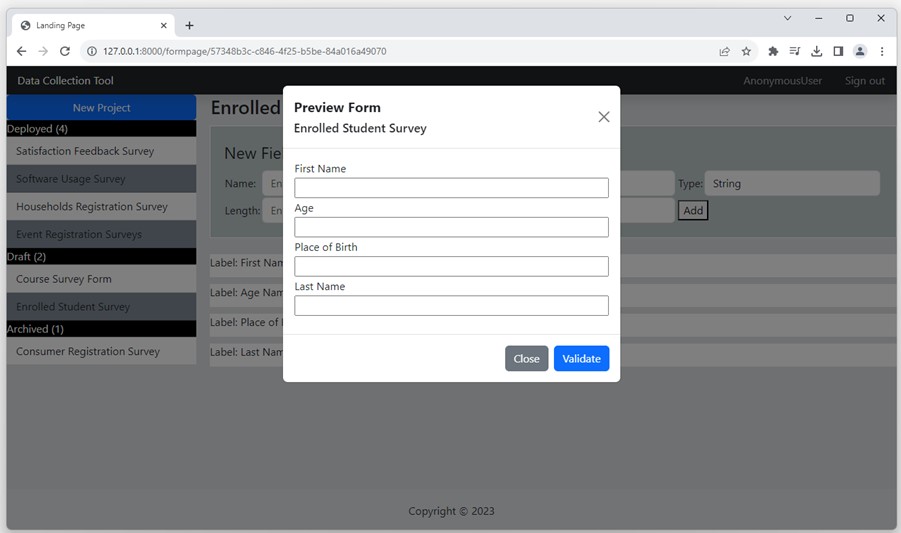 Landing Page
127.0.0.1:8000/formpage/57348b3c-c846-4f25-b5be-84a016a49070
Data Collection Tool
AnonymousUser Sign out
New Project
Deployed (4)
Satisfaction Feedback Survey
Software Usage Survey
Households Registration Survey
Event Registration Surveys
Draft (2)
Course Survey Form
Enrolled Student Survey
Archived (1)
Consumer Registration Survey
Enrolled
New Fie
Name: En
Type: String
Length: En
Add
Label: First Nam
Label: Age Nam
Label: Place of
Label: Last Nam
Preview Form
Enrolled Student Survey
First Name
Age
Place of Birth
Last Name
Close Validate
Copyright © 2023